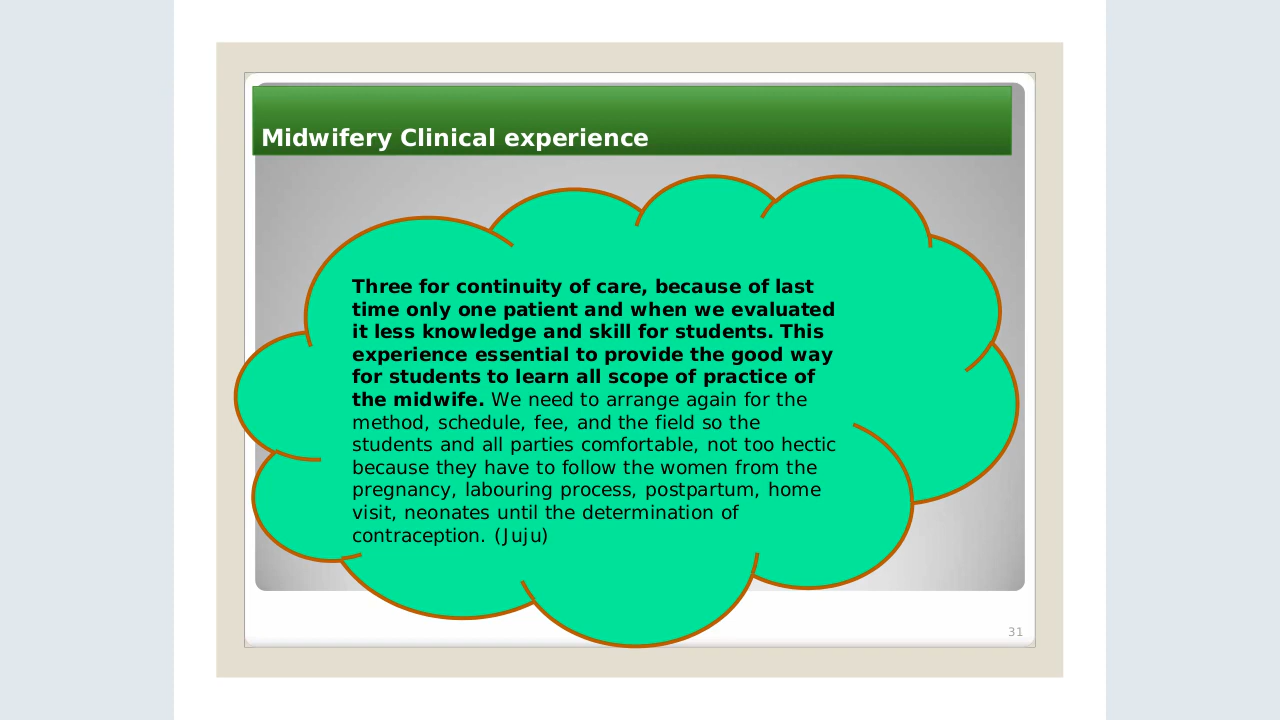 Midwifery Clinical experience
Three for continuity of care, because of last
time only one patient and when we evaluated
it less knowledge and skill for students. This
experience essential to provide the good way
for students to learn all scope of practice of
the midwife. We need to arrange again for the
method, schedule, fee, and the field so the
students and all parties comfortable, not too hectic
because they have to follow the women from the
pregnancy, labouring process, postpartum, home
visit, neonates until the determination of
contraception. (Juju)
31